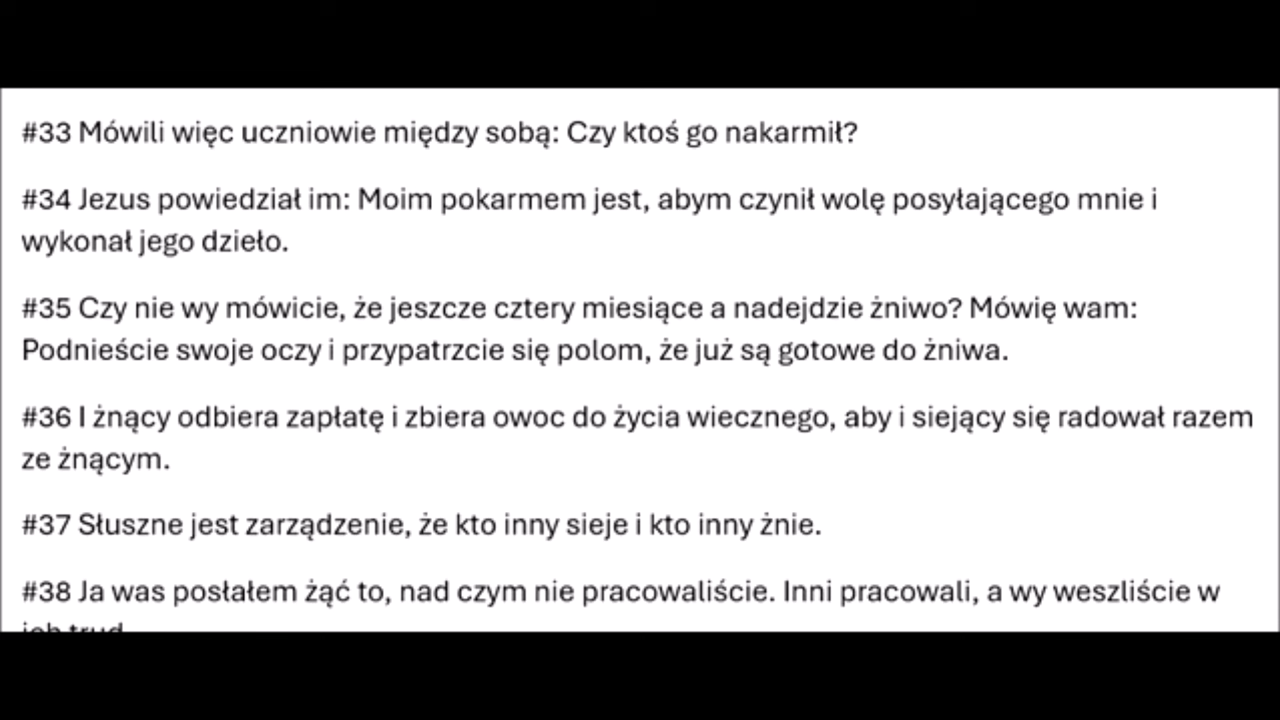 #33 Mówili więc uczniowie między sobą: Czy ktoś go nakarmił?
#34 Jezus powiedział im: Moim pokarmem jest, abym czynił wolę posyłającego mnie i
wykonał jego dzieło.
#35 Czy nie wy mówicie, że jeszcze cztery miesiące a nadejdzie żniwo? Mówię wam:
Podnieście swoje oczy i przypatrzcie się polom, że już są gotowe do żniwa.
#36 I żnący odbiera zapłatę i zbiera owoc do życia wiecznego, aby i siejący się radował razem
ze żnącym.
#37 Słuszne jest zarządzenie, że kto inny sieje i kto inny żnie.
#38 Ja was posłałem żąć to, nad czym nie pracowaliście. Inni pracowali, a wy weszliście w
ich trud